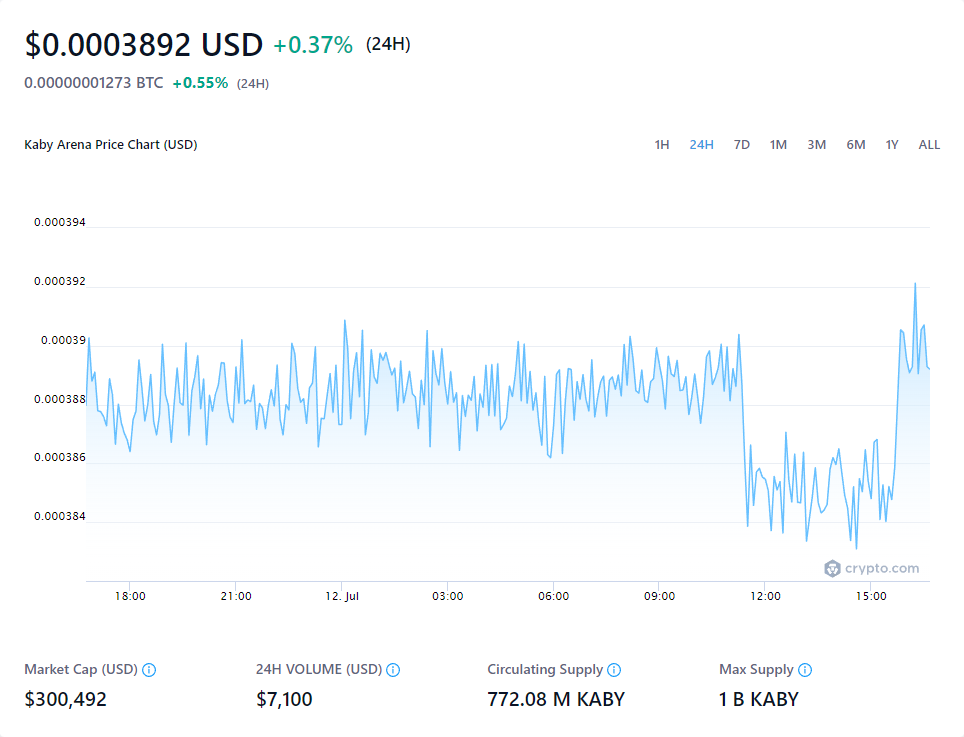 $0.0003892 USD +0.37% (24H)
0.00000001273 BTC +0.55% (24H)
Kaby Arena Price Chart (USD) 1H 24H 7D 1M 3M 6M 1Y ALL
0.000394
0.000392
0.00039
0.000388
0.000386
0.000384
crypto.com
18:00 21:00 12. Jul 03:00 06:00 09:00 12:00 15:00
Market Cap (USD) 24H VOLUME (USD) Circulating Supply Max Supply
$300,492 $7,100 772.08 M KABY 1 B KABY